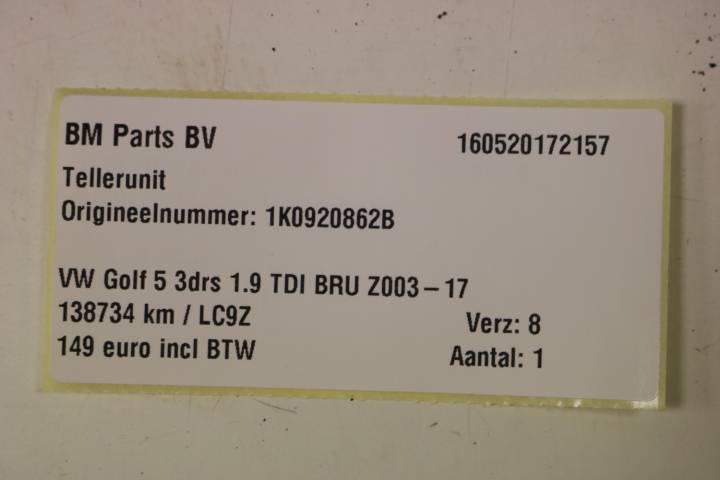 BM Parts BV 160520172157
Tellerunit
Origineelnummer: 1K0920862B
VW Golf 5 3drs 1.9 TDI BRU Z003-17
138734 km / LC9Z Verz: 8
149 euro incl BTW Aantal: 1